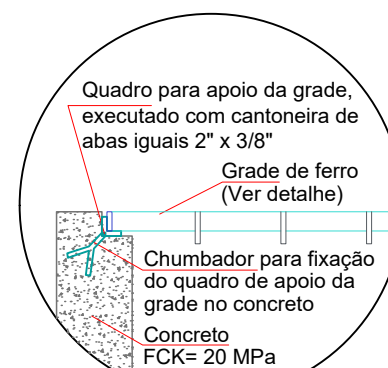 Quadro para apoio da grade,
executado com cantoneira de
abas iguais 2" x 3/8"
Grade de ferro
(Ver detalhe)
Chumbador para fixação
do quadro de apoio da
grade no concreto
Concreto
FCK= 20 MPa